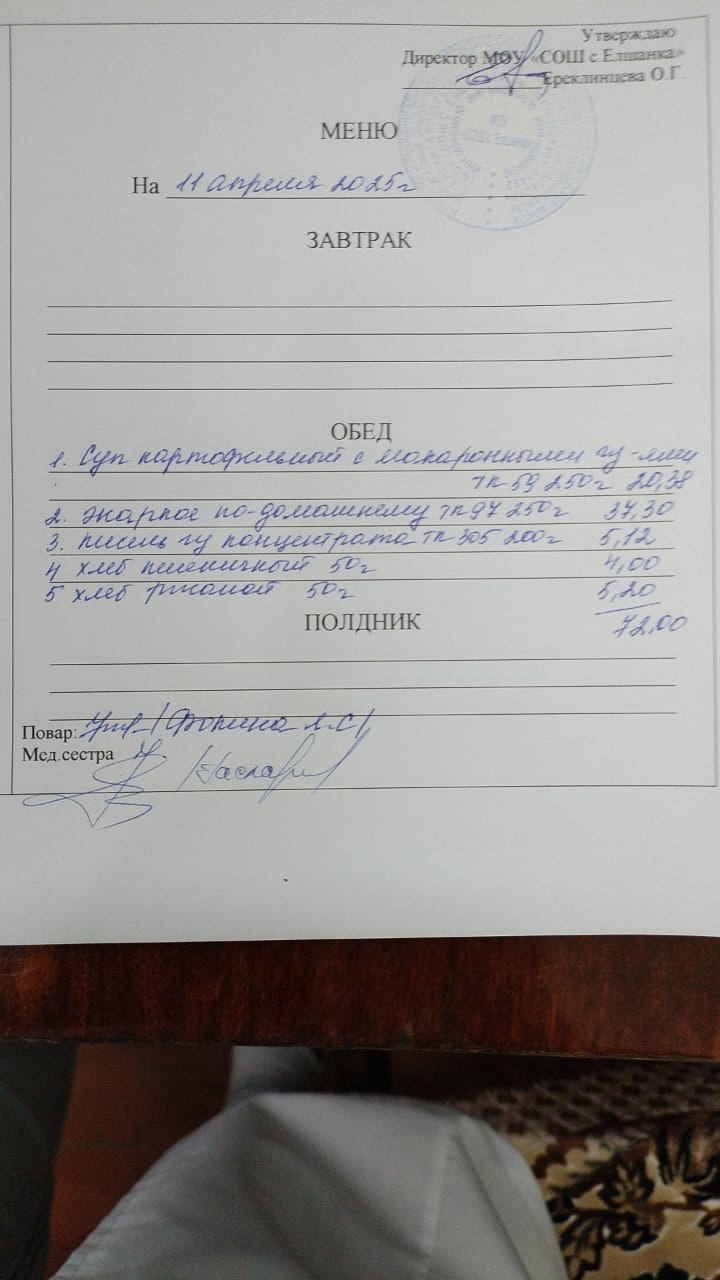 Утверждаю
Директор МОУ «СОШ с.Елшанка»
Ереклинцева О.Г.
МЕНЮ
На 11 апреля 2025г
ЗАВТРАК
ОБЕД
1. Суп картофельный с макаронными из-лями
ТК 59 250г 20,38
2. Жаркое по-домашнему ТК 97 250г 37,30
3. кисель из концентрата ТК 305 200г 5,12
4 хлеб пшеничный 50г 4,00
5 хлеб ржаной 50г 5,20
72,00
ПОЛДНИК
Повар: /Фокина Л.С/
Мед.сестра